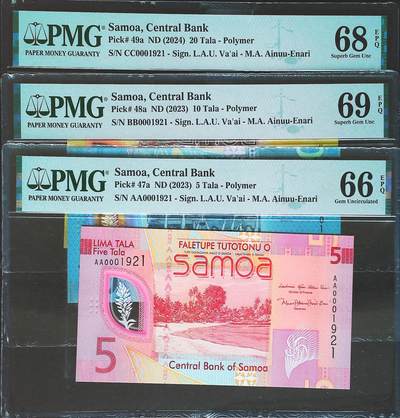 PMG
PAPER MONEY GUARANTY
Samoa, Central Bank
Pick# 49a ND (2024) 20 Tala - Polymer
S/N CC0001921 - Sign. L.A.U. Va'ai - M.A. Ainuu-Enari
68 EPQ
Superb Gem Unc
PMG
PAPER MONEY GUARANTY
Samoa, Central Bank
Pick# 48a ND (2023) 10 Tala - Polymer
S/N BB0001921 - Sign. L.A.U. Va'ai - M.A. Ainuu-Enari
69 EPQ
Superb Gem Unc
PMG
PAPER MONEY GUARANTY
Samoa, Central Bank
Pick# 47a ND (2023) 5 Tala - Polymer
S/N AA0001921 - Sign. L.A.U. Va'ai - M.A. Ainuu-Enari
66 EPQ
Gem Uncirculated
LIMA TALA
Five Tala
AA0001921
FALETUPE TUTOTONU O
SAMOA
5
AA0001921
5
Central Bank of Samoa